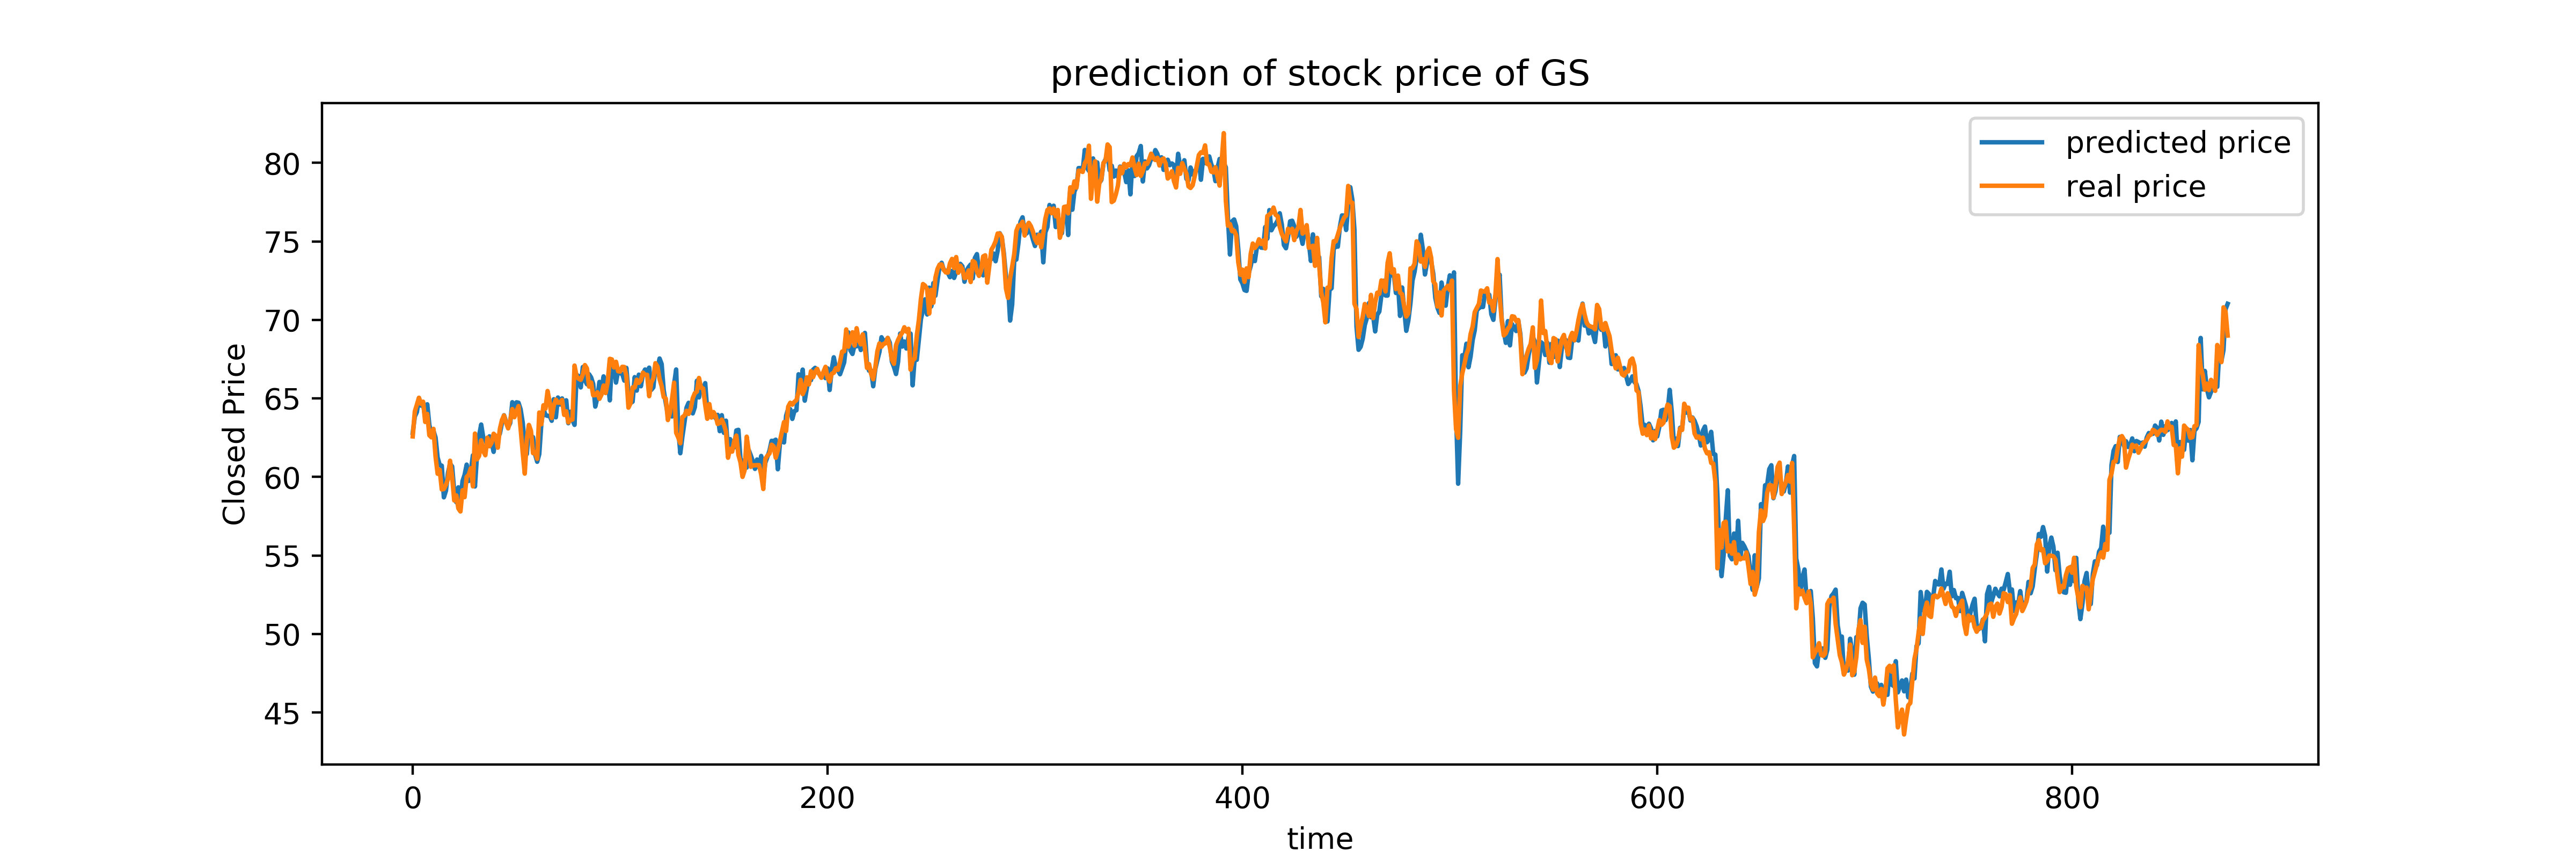 prediction of stock price of GS
predicted price
real price
Closed Price
80
75
70
65
60
55
50
45
0 200 400 600 800
time